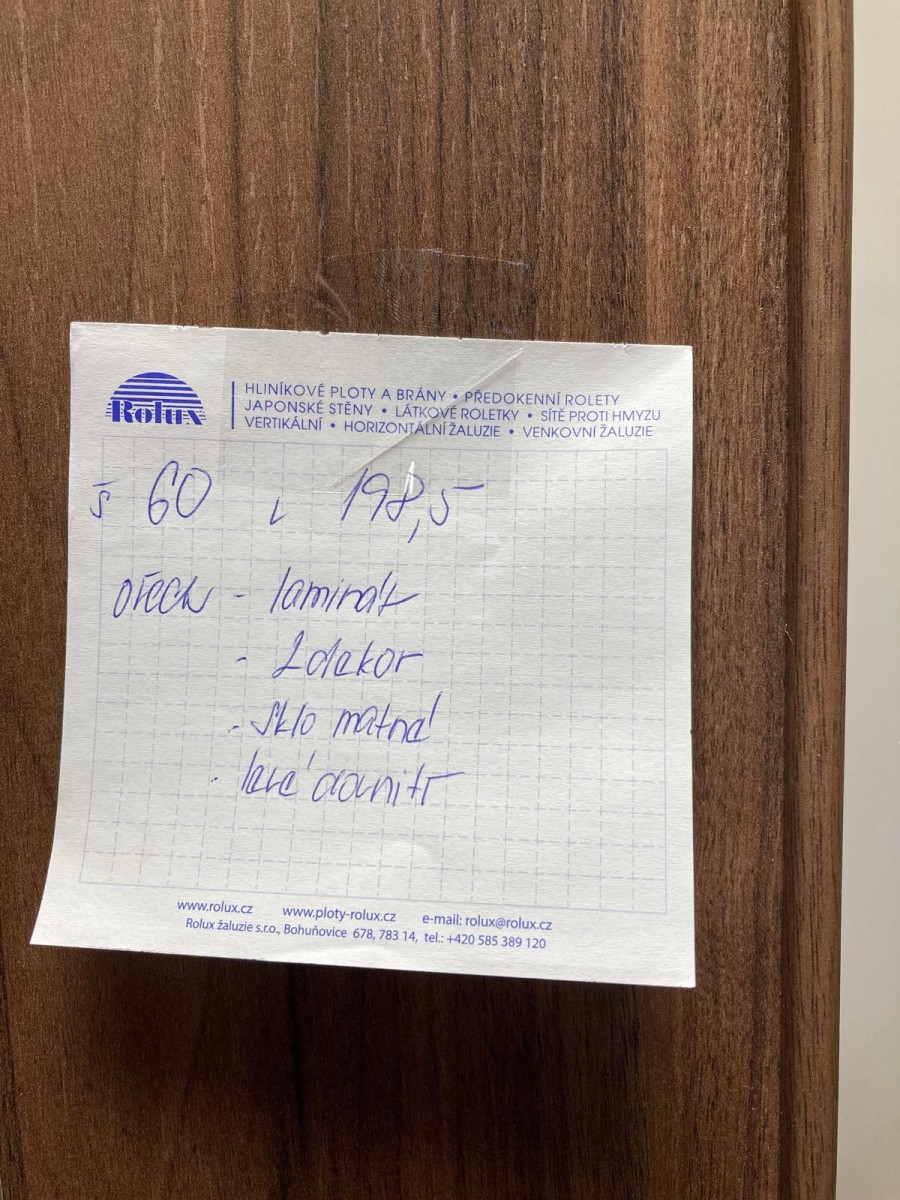 Rolux
HLINÍKOVÉ PLOTY A BRÁNY • PŘEDOKENNÍ ROLETY
JAPONSKÉ STĚNY • LÁTKOVÉ ROLETKY • SÍTĚ PROTI HMYZU
VERTIKÁLNÍ • HORIZONTÁLNÍ ŽALUZIE • VENKOVNÍ ŽALUZIE
š 60 v 198,5
ořech - laminát
- 2dekor
- sklo matné
- levé dovnitř
www.rolux.cz www.ploty-rolux.cz e-mail: rolux@rolux.cz
Rolux žaluzie s.r.o., Bohuňovice 678, 783 14, tel.: +420 585 389 120